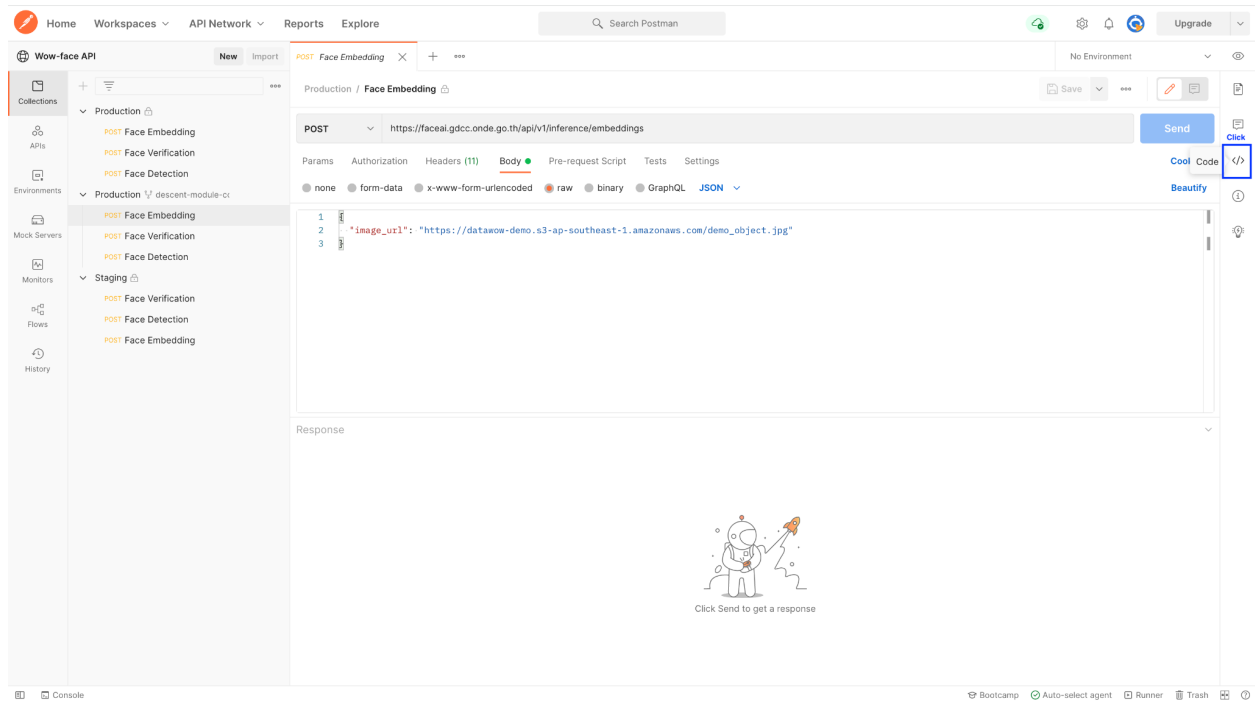 Home Workspaces API Network Reports Explore Search Postman Upgrade
Wow-face API New Import POST Face Embedding No Environment
Collections
APIs
Environments
Mock Servers
Monitors
Flows
History
Production
POST Face Embedding
POST Face Verification
POST Face Detection
Production descent-module-cc
POST Face Embedding
POST Face Verification
POST Face Detection
Staging
POST Face Verification
POST Face Detection
POST Face Embedding
Production / Face Embedding Save
POST https://faceai.gdcc.onde.go.th/api/v1/inference/embeddings Send
Click
Params Authorization Headers (11) Body Pre-request Script Tests Settings Cool Code </>
none form-data x-www-form-urlencoded raw binary GraphQL JSON Beautify
1 {
2 "image_url": "https://datawow-demo.s3-ap-southeast-1.amazonaws.com/demo_object.jpg"
3 }
Response
Click Send to get a response
Console Bootcamp Auto-select agent Runner Trash